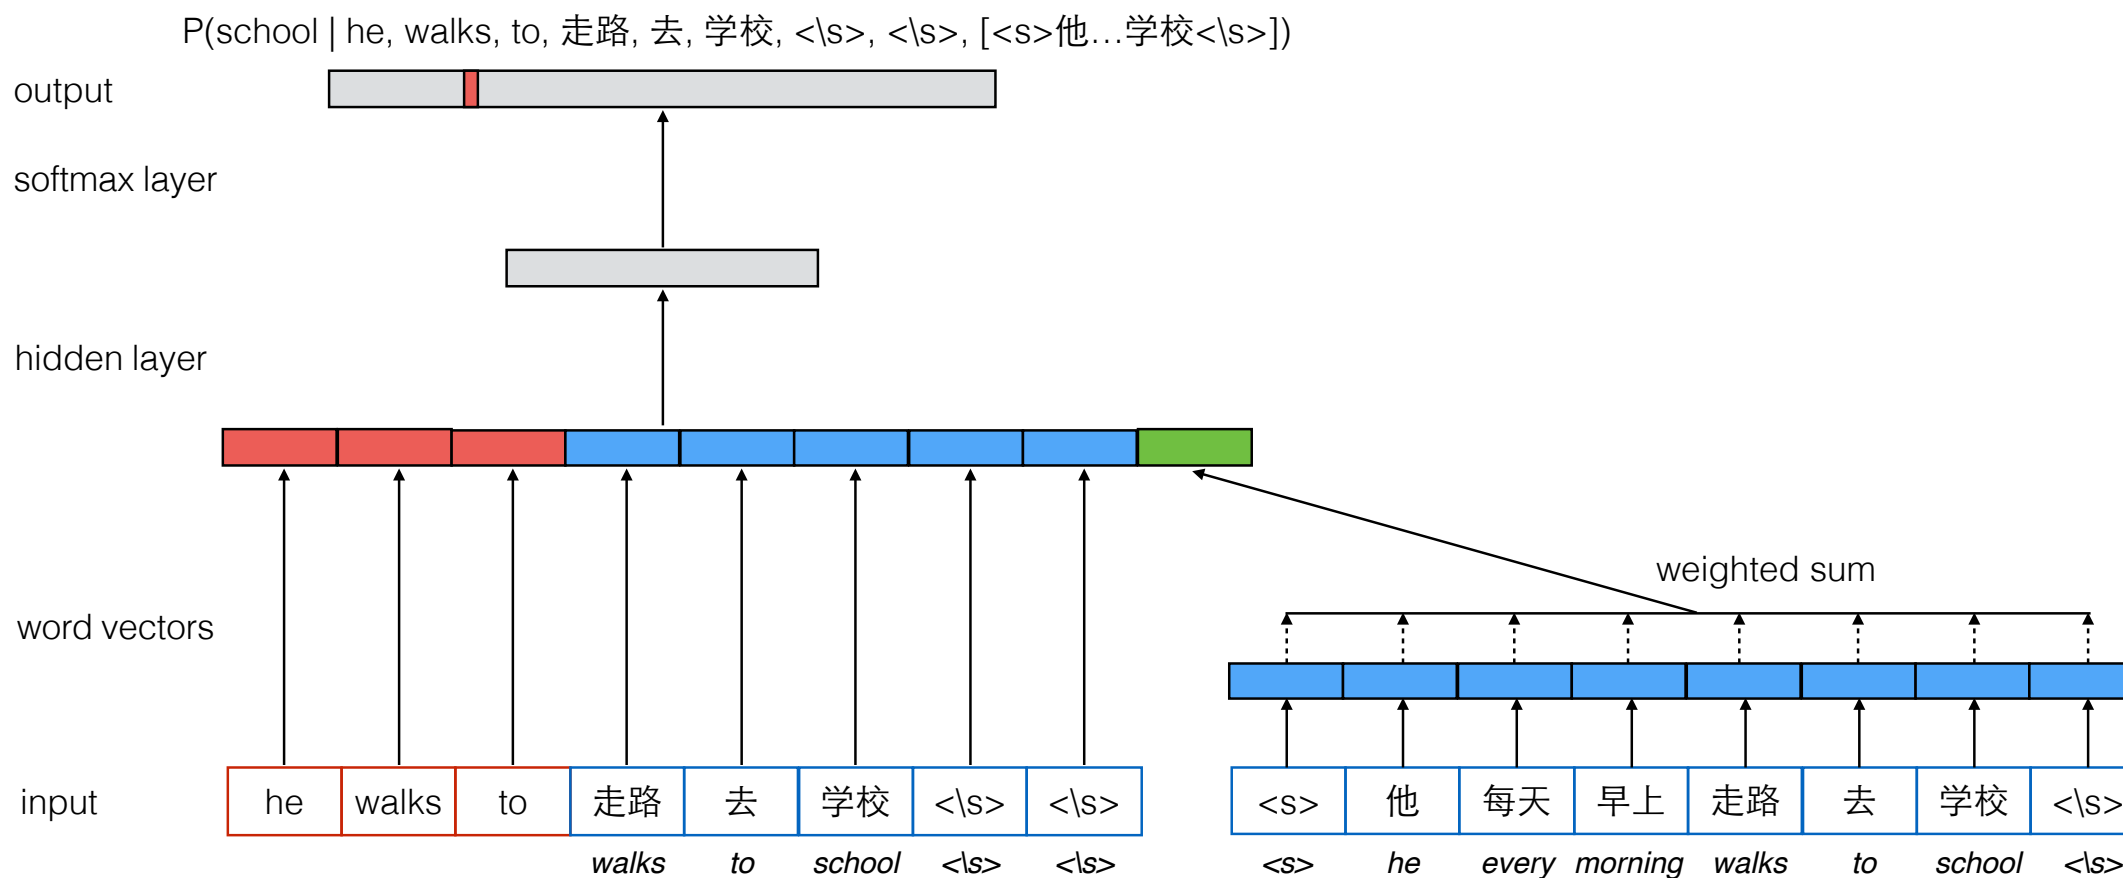 P(school | he, walks, to, 走路, 去, 学校, <\s>, <\s>, [<s>他…学校<\s>])
output
softmax layer
hidden layer
weighted sum
word vectors
input he walks to 走路 去 学校 <\s> <\s> <s> 他 每天 早上 走路 去 学校 <\s>
walks to school <\s> <\s> <s> he every morning walks to school <\s>